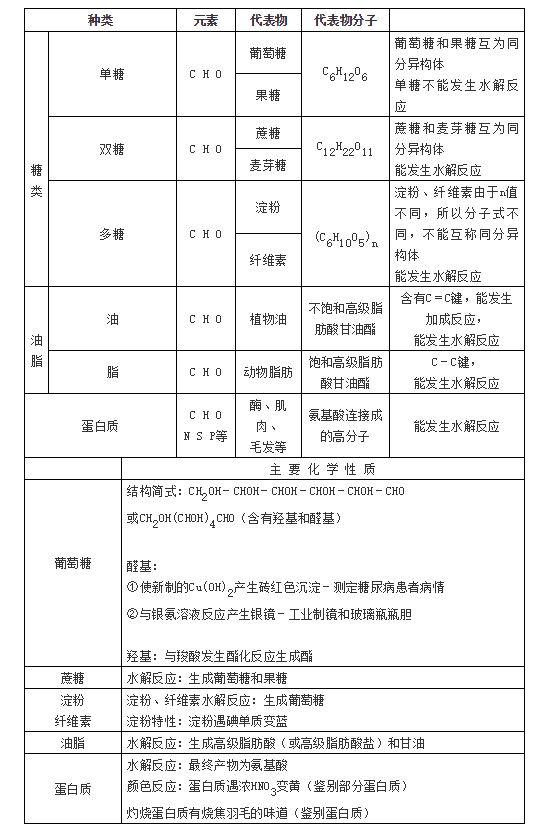 种类 元素 代表物 代表物分子
糖类
单糖 C H O 葡萄糖 果糖 C6H12O6
葡萄糖和果糖互为同
分异构体
单糖不能发生水解反
应
双糖 C H O 蔗糖 麦芽糖 C12H22O11
蔗糖和麦芽糖互为同
分异构体
能发生水解反应
多糖 C H O 淀粉 纤维素 (C6H10O5)n
淀粉、纤维素由于n值
不同，所以分子式不
同，不能互称同分异
构体
能发生水解反应
油脂
油 C H O 植物油
不饱和高级脂
肪酸甘油酯
含有C＝C键，能发生
加成反应，
能发生水解反应
脂 C H O 动物脂肪
饱和高级脂肪
酸甘油酯
C－C键，
能发生水解反应
蛋白质
C H O
N S P等
酶、肌
肉、
毛发等
氨基酸连接成
的高分子
能发生水解反应
主 要 化 学 性 质
葡萄糖
结构简式：CH2OH－CHOH－CHOH－CHOH－CHOH－CHO
或CH2OH(CHOH)4CHO（含有羟基和醛基）
醛基：
①使新制的Cu(OH)2产生砖红色沉淀－测定糖尿病患者病情
②与银氨溶液反应产生银镜－工业制镜和玻璃瓶瓶胆
羟基：与羧酸发生酯化反应生成酯
蔗糖 水解反应：生成葡萄糖和果糖
淀粉 淀粉、纤维素水解反应：生成葡萄糖
纤维素 淀粉特性：淀粉遇碘单质变蓝
油脂 水解反应：生成高级脂肪酸（或高级脂肪酸盐）和甘油
蛋白质
水解反应：最终产物为氨基酸
颜色反应：蛋白质遇浓HNO3变黄（鉴别部分蛋白质）
灼烧蛋白质有烧焦羽毛的味道（鉴别蛋白质）